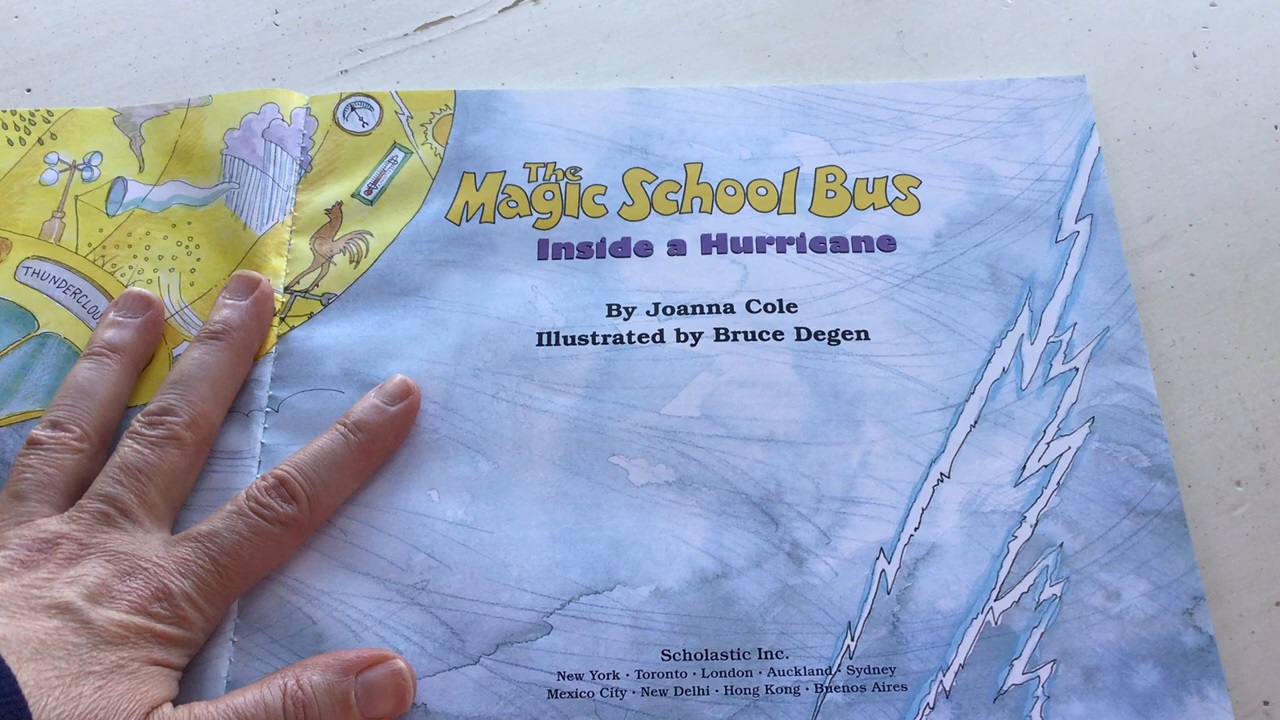 THUNDERCLOU
The
Magic School Bus
Inside a Hurricane
By Joanna Cole
Illustrated by Bruce Degen
Scholastic Inc.
New York · Toronto · London · Auckland · Sydney
Mexico City · New Delhi · Hong Kong · Buenos Aires